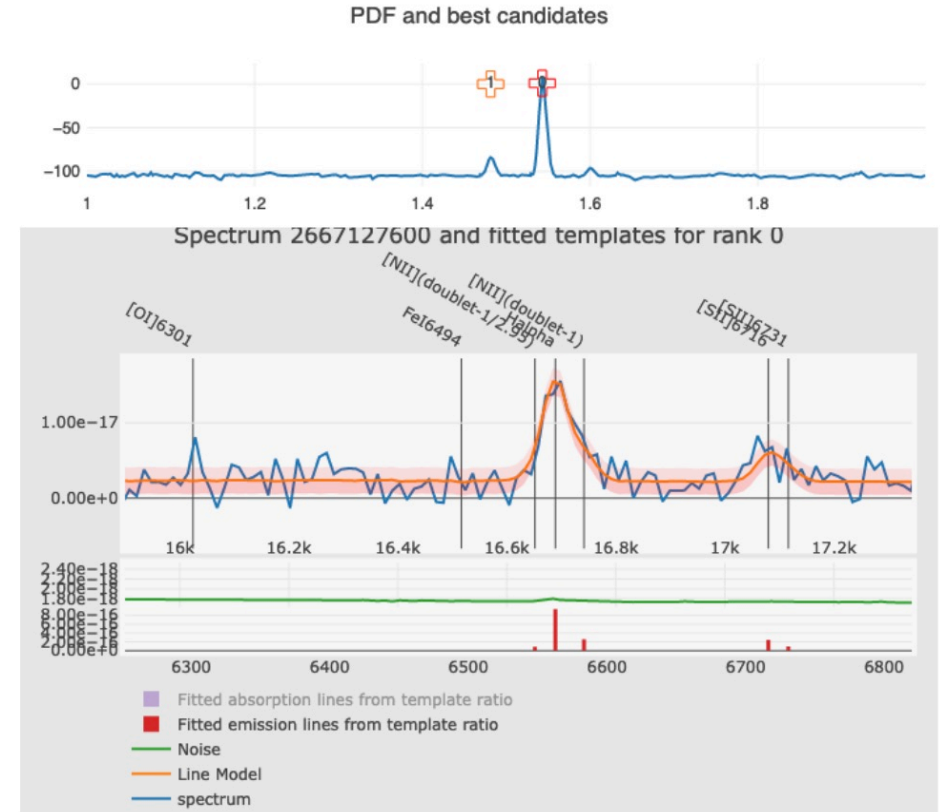 PDF and best candidates
0
−50
−100
1
1.2
1.4
1.6
1.8
1
0
Spectrum 2667127600 and fitted templates for rank 0
[OI]6301
FeI6494
[NII](doublet-1/2.95)
Halpha
[NII](doublet-1)
[SII]6716
[SII]6731
1.00e−17
0.00e+0
16k
16.2k
16.4k
16.6k
16.8k
17k
17.2k
2.40e−18
2.20e−18
2.00e−18
1.80e−18
8.00e−16
6.00e−16
4.00e−16
2.00e−16
0.00e+0
6300
6400
6500
6600
6700
6800
Fitted absorption lines from template ratio
Fitted emission lines from template ratio
Noise
Line Model
spectrum